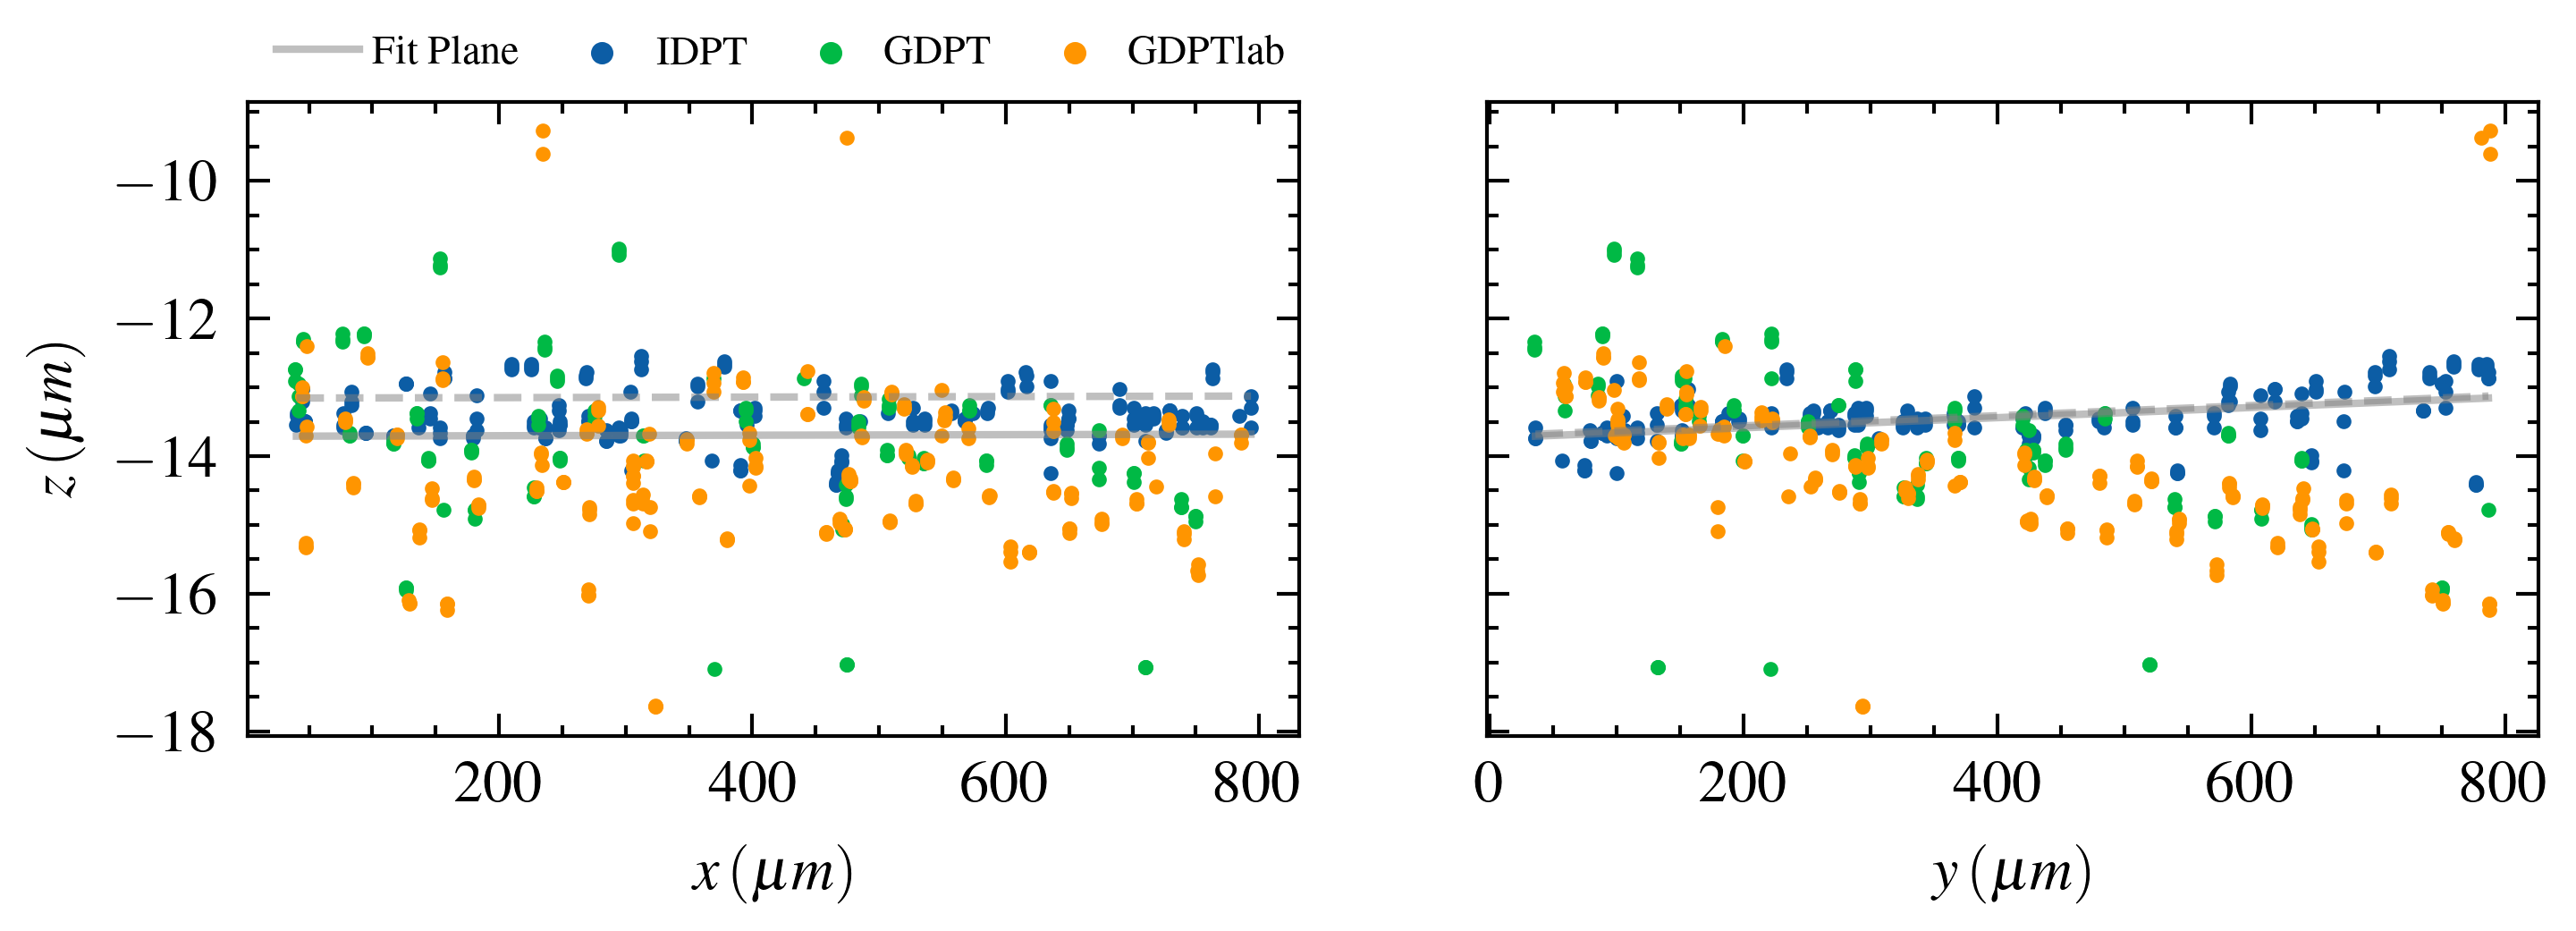 Fit Plane IDPT GDPT GDPTlab
−10
−12
−14
−16
−18
z (μm)
200 400 600 800
0 200 400 600 800
x (μm)
y (μm)